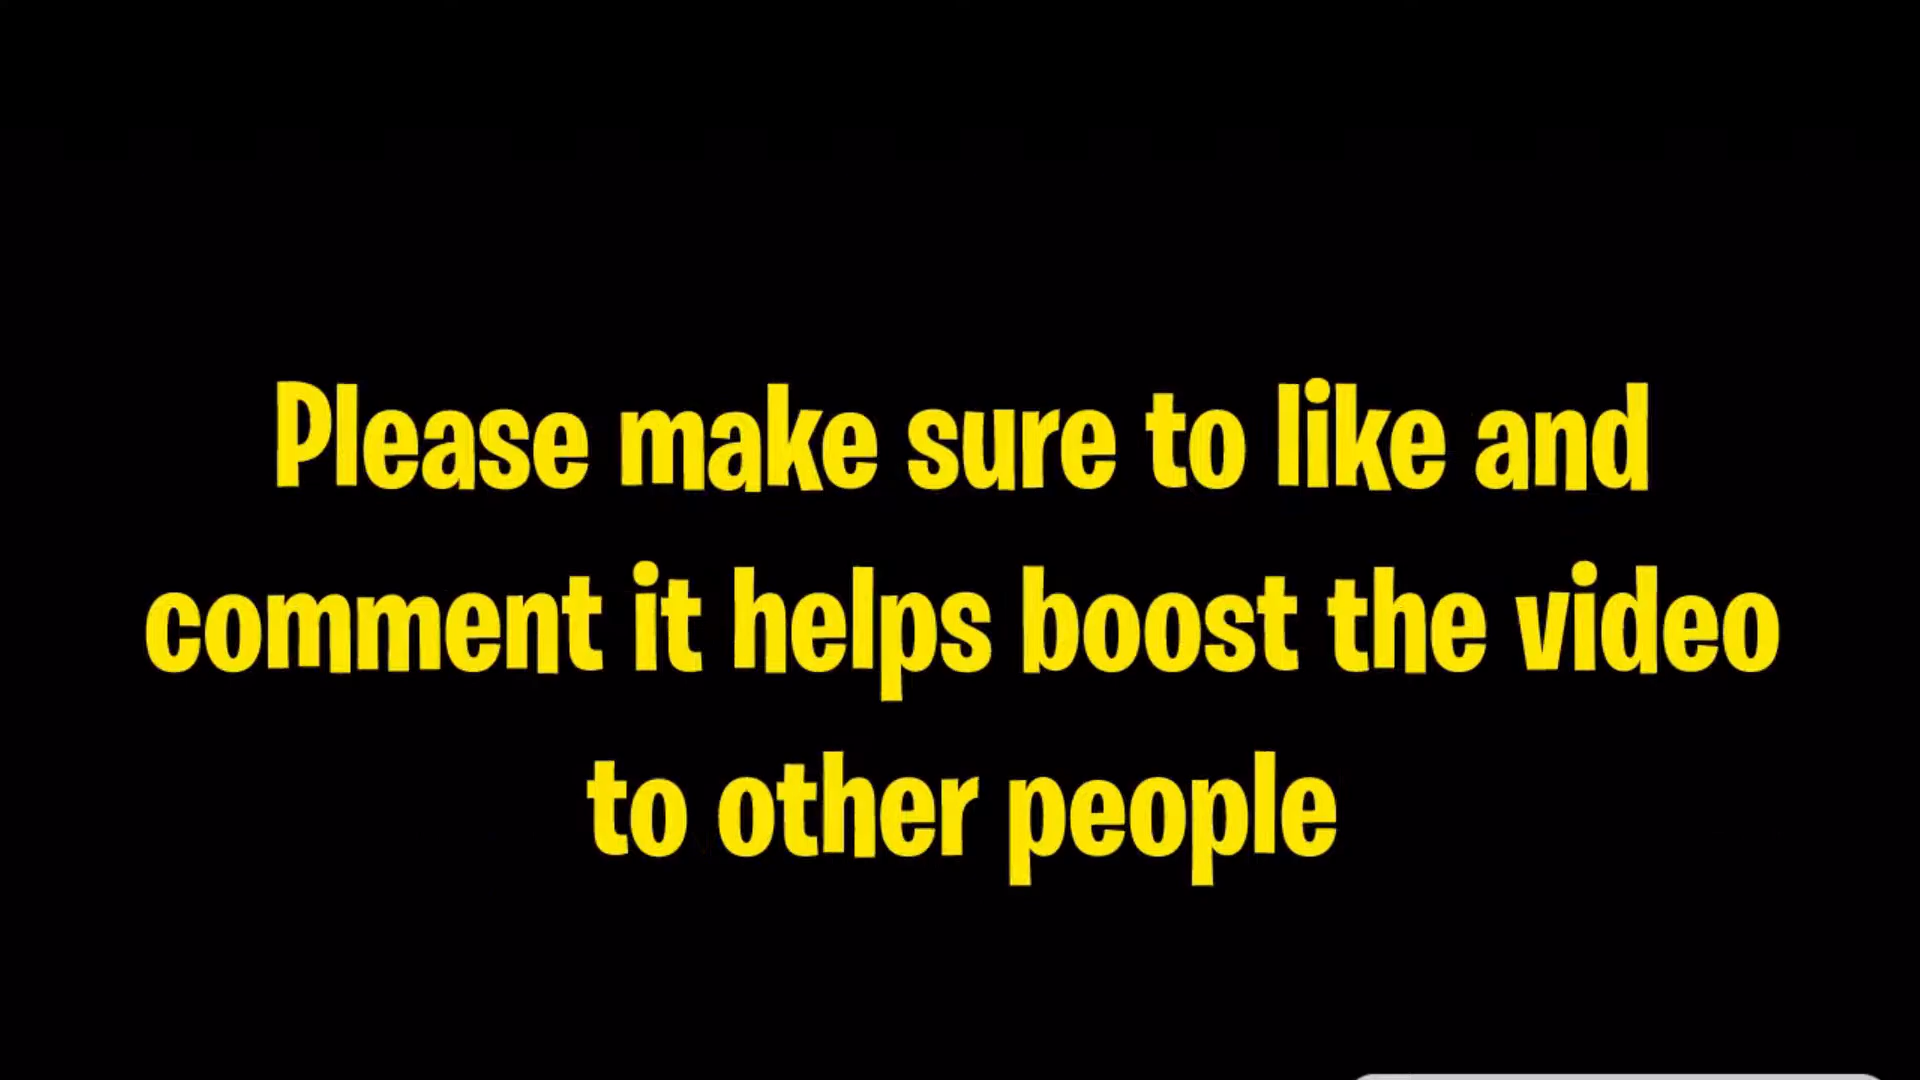 Please make sure to like and
comment it helps boost the video
to other people